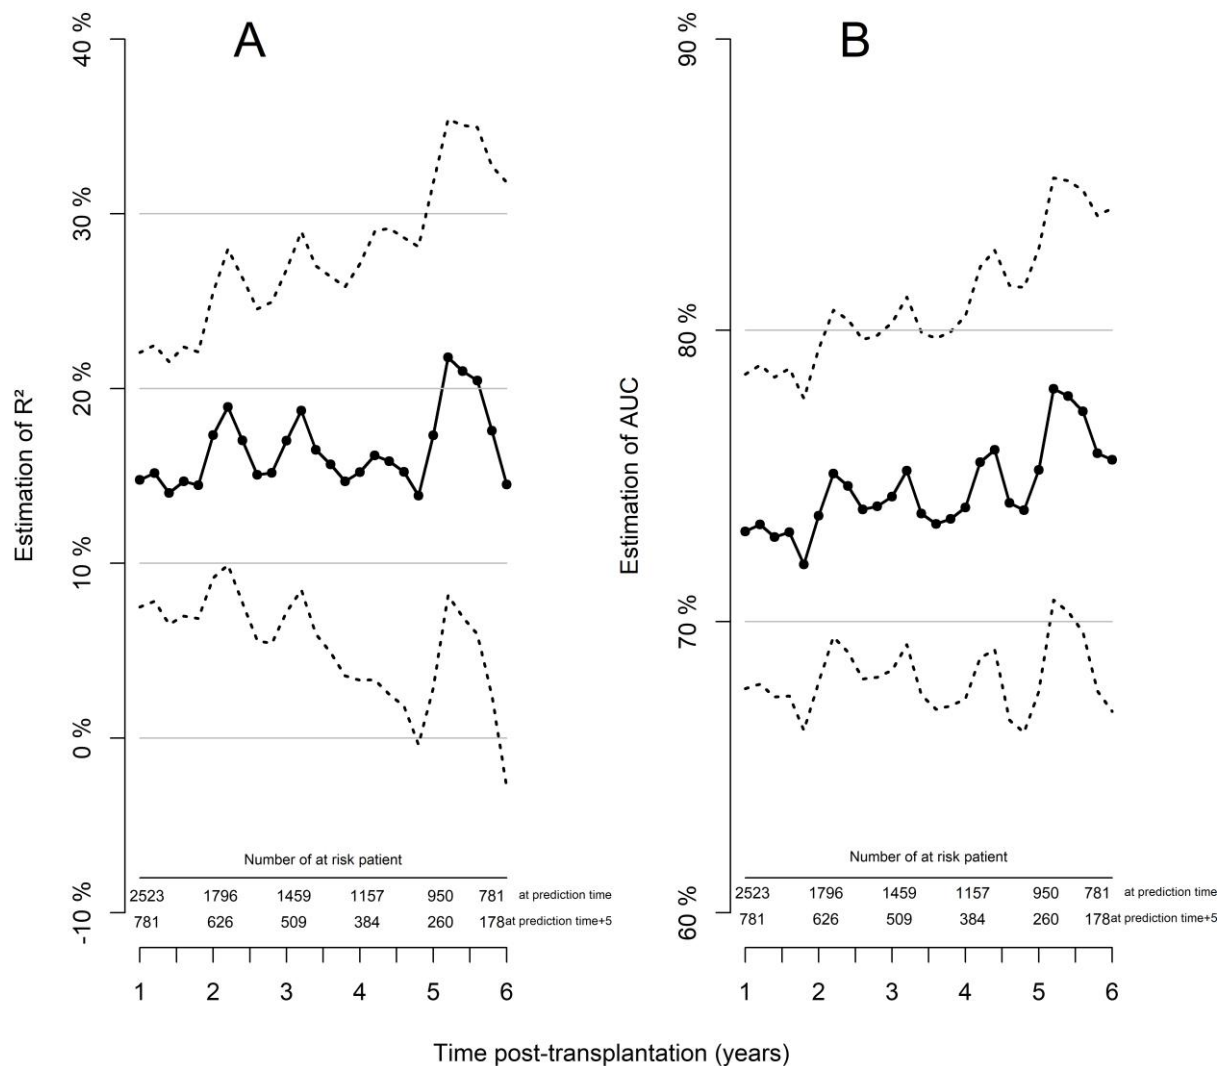 A
40 %
30 %
20 %
10 %
0 %
-10 %
Estimation of R²
Number of at risk patient
2523 1796 1459 1157 950 781 at prediction time
781 626 509 384 260 178 at prediction time+5
1 2 3 4 5 6
B
90 %
80 %
70 %
60 %
Estimation of AUC
Number of at risk patient
2523 1796 1459 1157 950 781 at prediction time
781 626 509 384 260 178 at prediction time+5
1 2 3 4 5 6
Time post-transplantation (years)